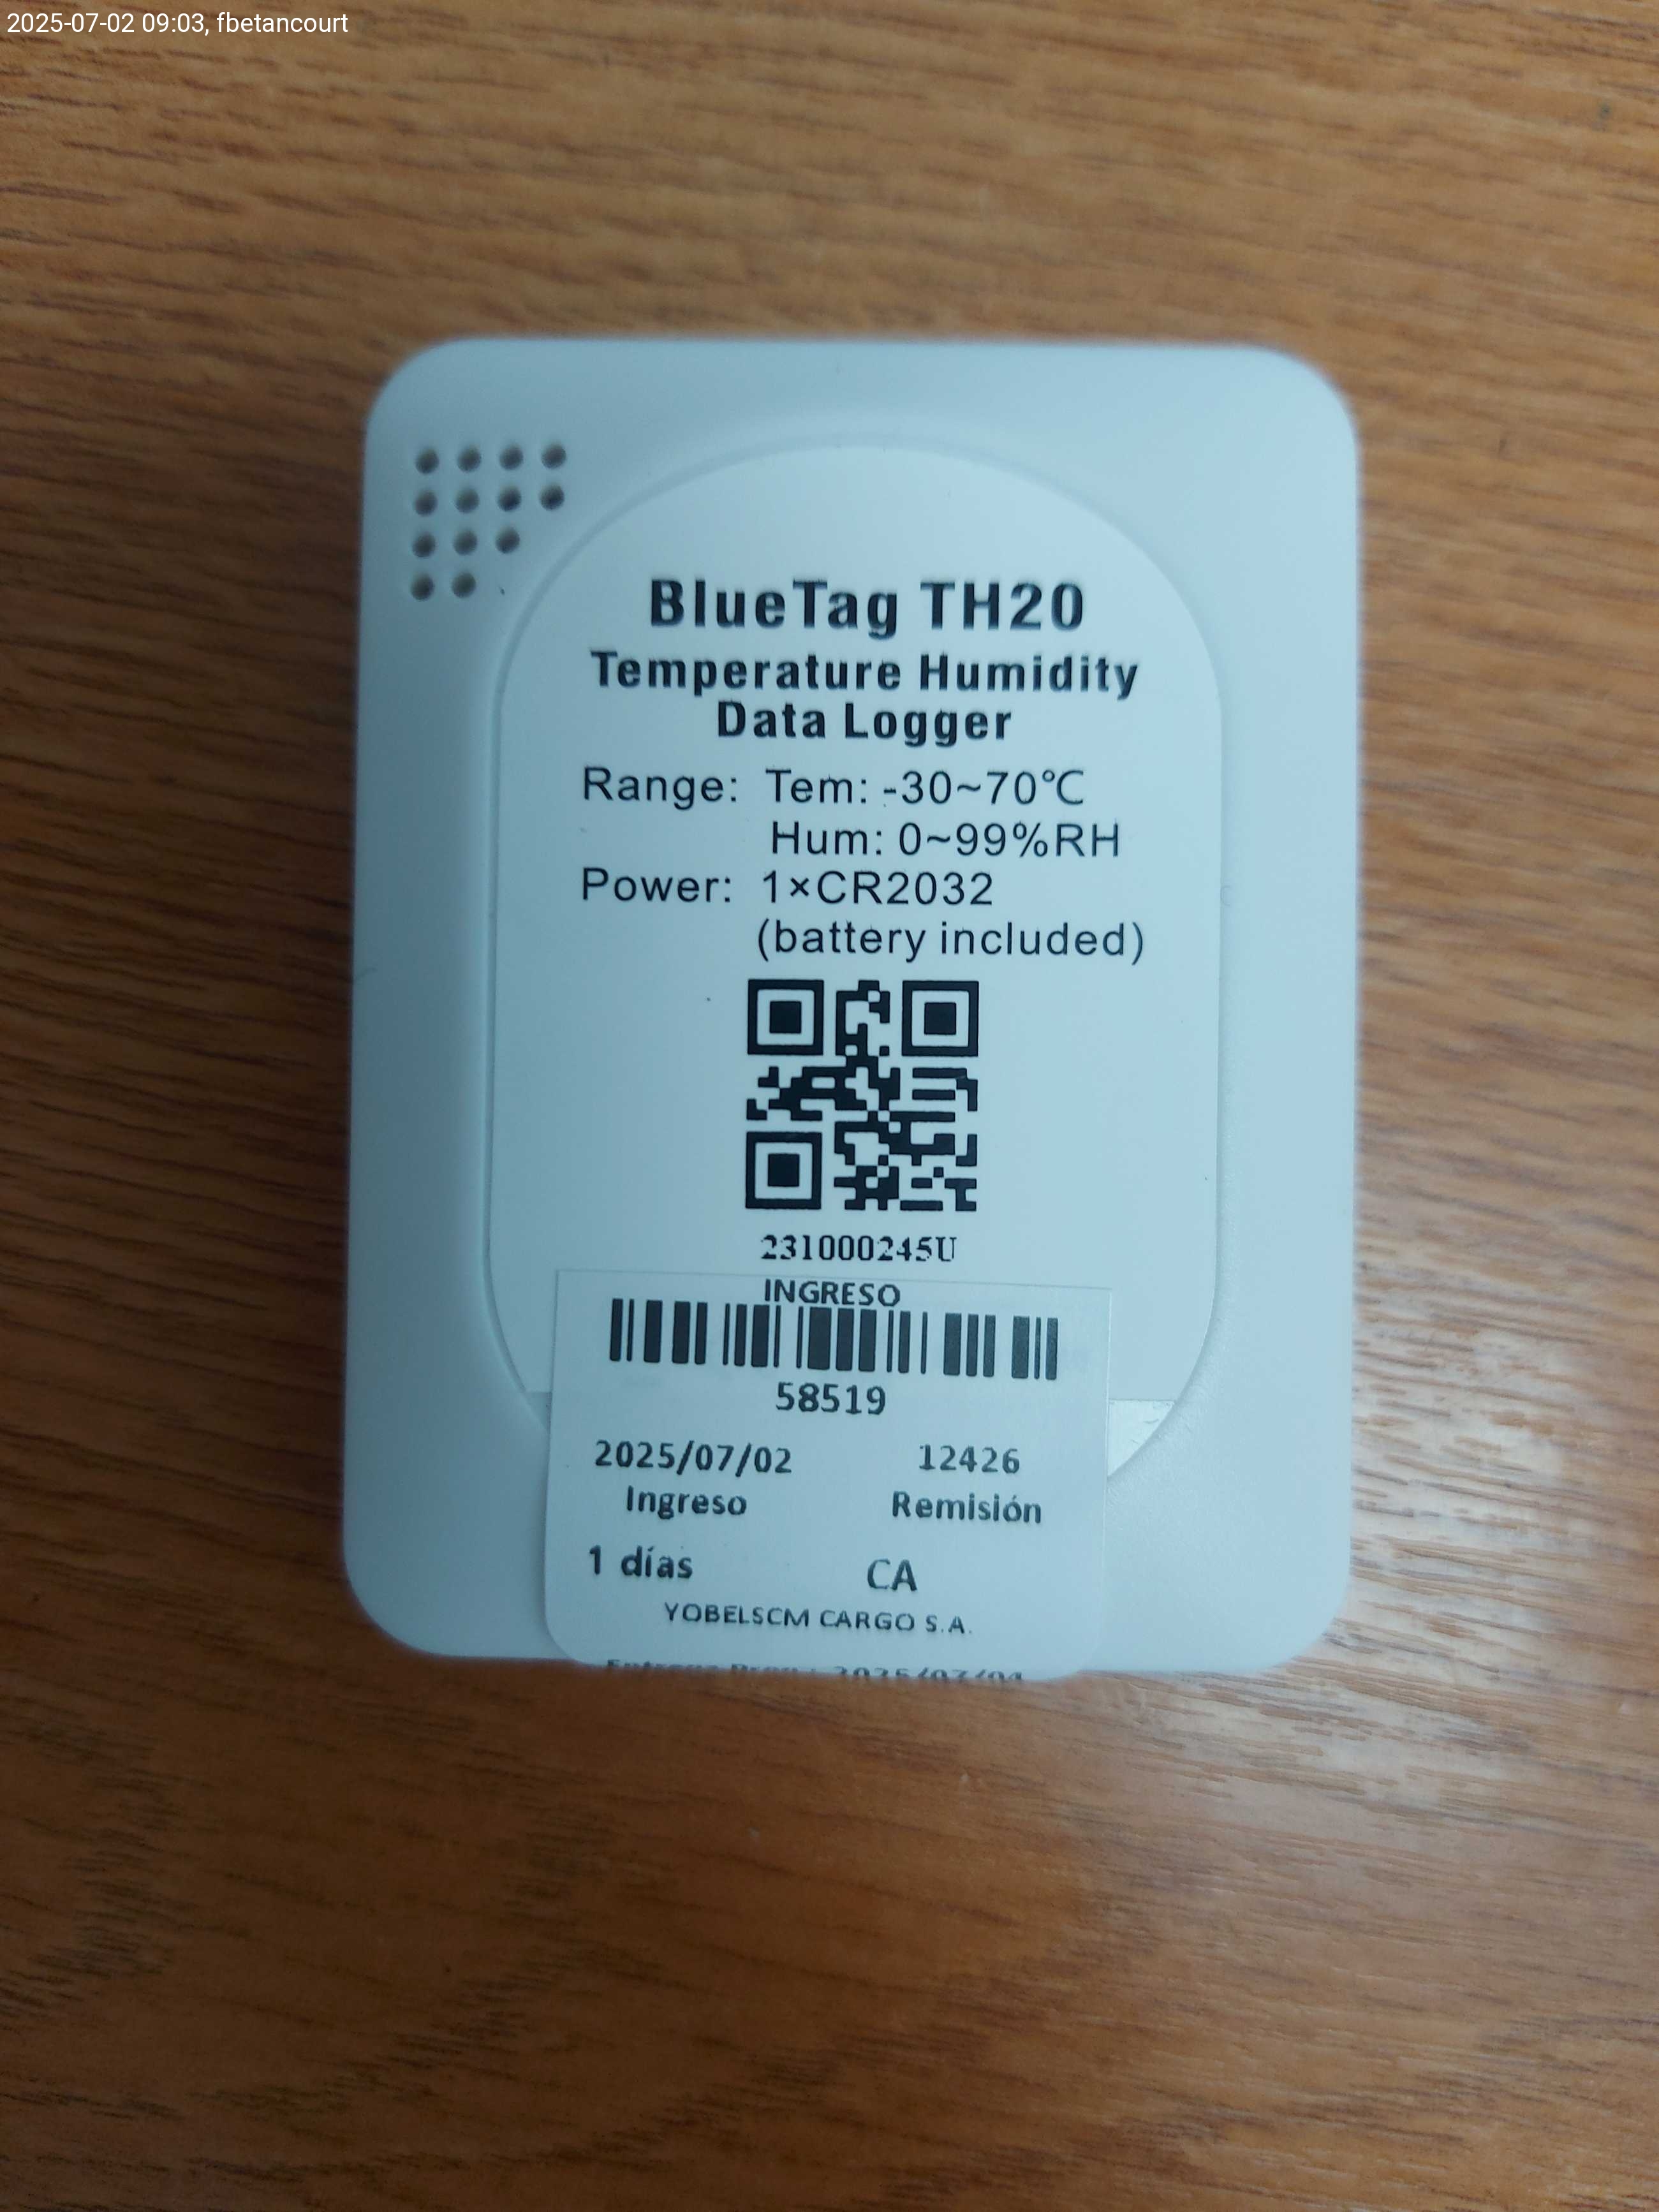 2025-07-02 09:03, fbetancourt
BlueTag TH20
Temperature Humidity
Data Logger
Range: Tem: -30~70℃
Hum: 0~99%RH
Power: 1×CR2032
(battery included)
231000245U
INGRESO
58519
2025/07/02 12426
Ingreso Remisión
1 días CA
YOBELSCM CARGO S.A.